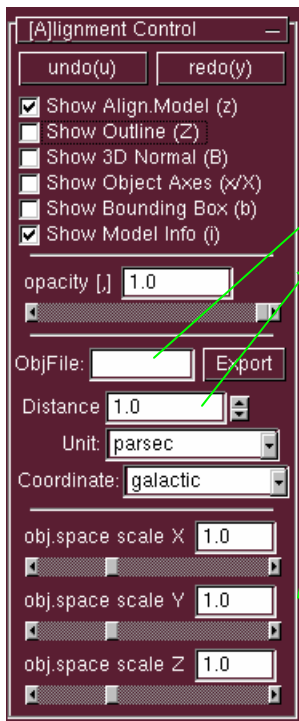 [A]lignment Control
undo(u) redo(y)
Show Align.Model (z)
Show Outline (Z)
Show 3D Normal (B)
Show Object Axes (x/X)
Show Bounding Box (b)
Show Model Info (i)
opacity [,] 1.0
ObjFile: Export
Distance 1.0
Unit: parsec
Coordinate: galactic
obj.space scale X 1.0
obj.space scale Y 1.0
obj.space scale Z 1.0